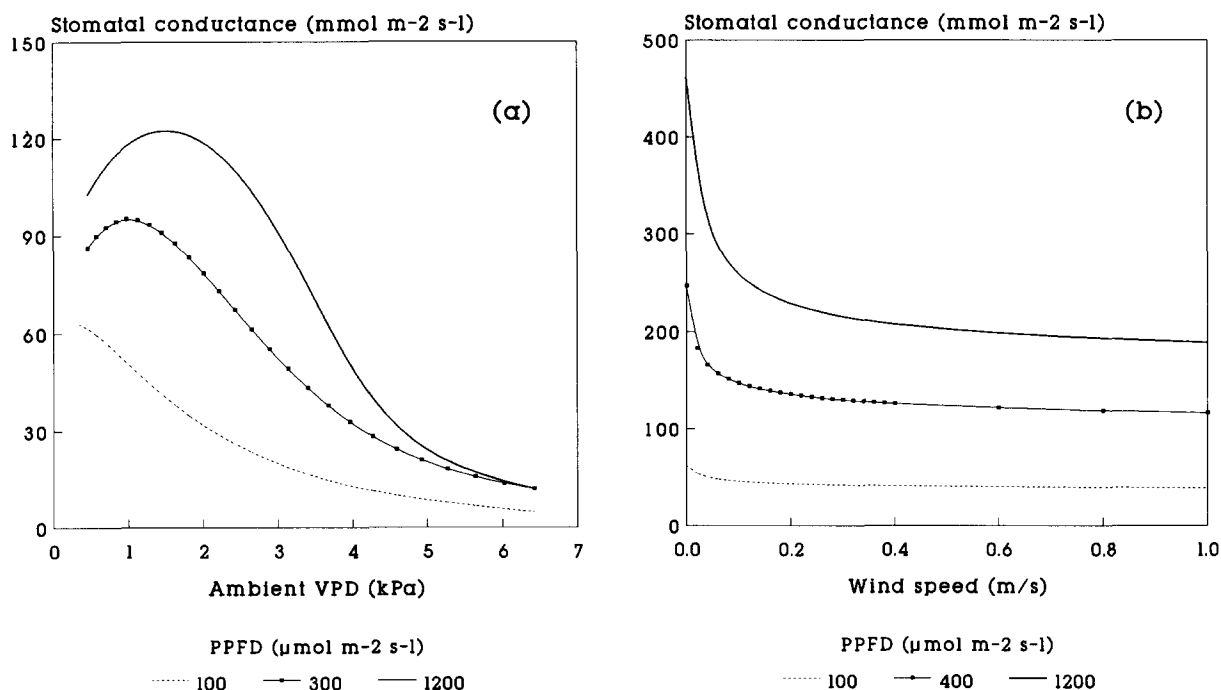 Stomatal conductance (mmol m-2 s-1)
150
120
90
60
30
0
(a)
0 1 2 3 4 5 6 7
Ambient VPD (kPa)
PPFD (µmol m-2 s-1)
100 300 1200
Stomatal conductance (mmol m-2 s-1)
500
400
300
200
100
0
(b)
0.0 0.2 0.4 0.6 0.8 1.0
Wind speed (m/s)
PPFD (µmol m-2 s-1)
100 400 1200